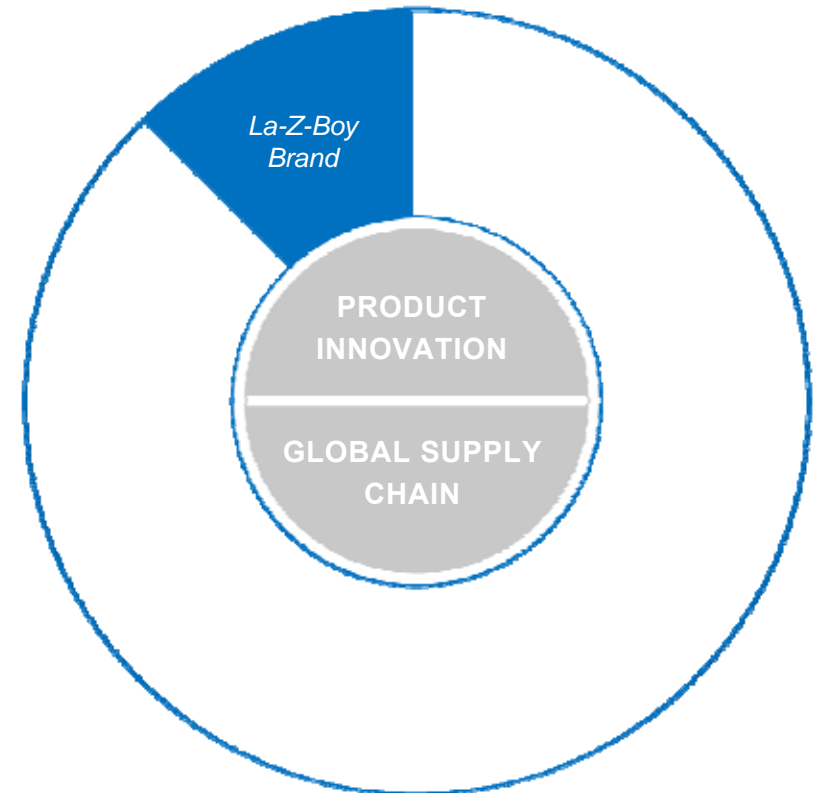 La-Z-Boy
Brand
PRODUCT
INNOVATION
GLOBAL SUPPLY
CHAIN